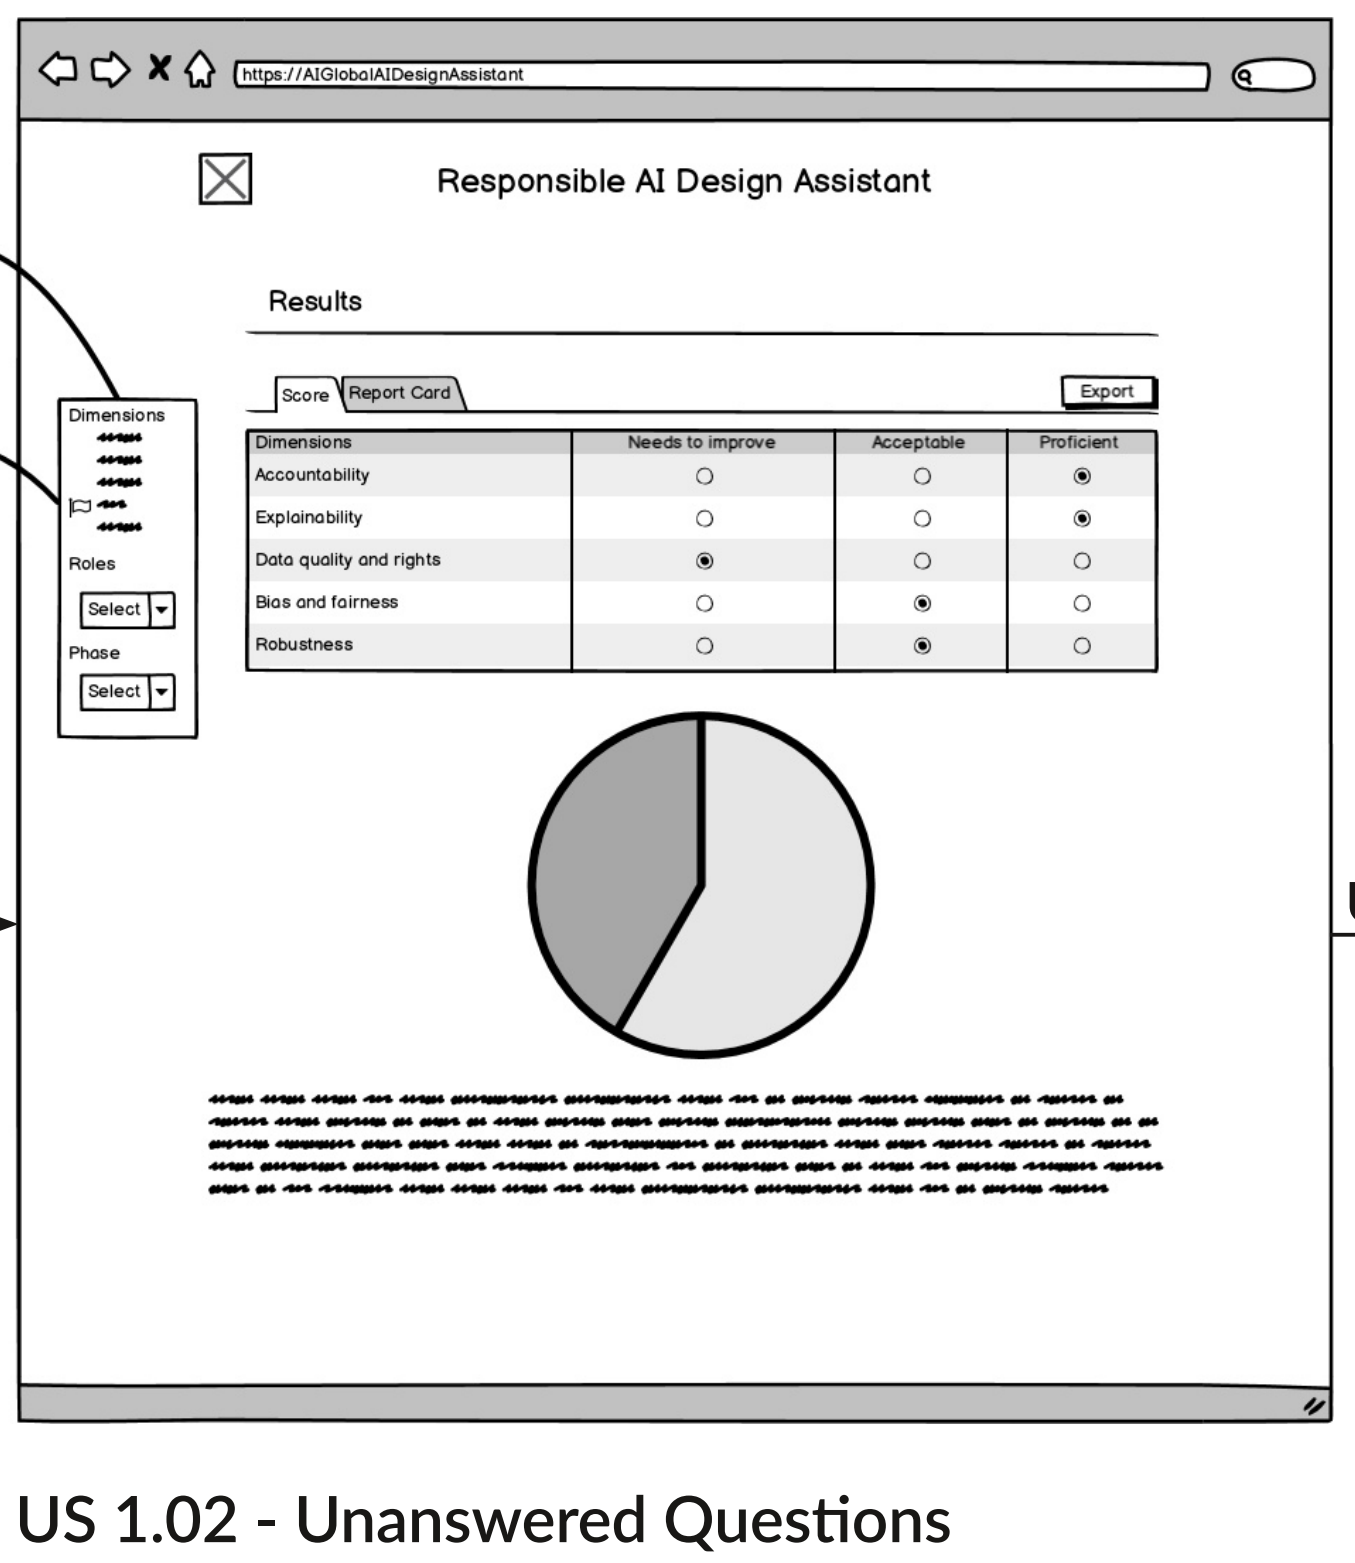 https://AIGlobalAIDesignAssistant
Responsible AI Design Assistant
Results
Score
Report Card
Export
Dimensions
Roles
Select
Phase
Select
Dimensions Needs to improve Acceptable Proficient
Accountability
Explainability
Data quality and rights
Bias and fairness
Robustness
US 1.02 - Unanswered Questions